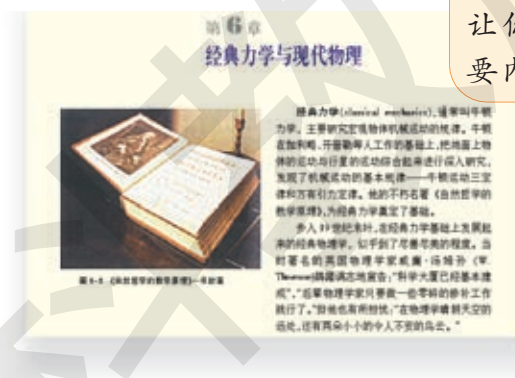 让你
要内
第6章
经典力学与现代物理
经典力学(classical mechanics),通常叫牛顿
力学。主要研究宏观物体机械运动的规律。牛顿
在伽利略、开普勒等人工作的基础上,把地面上物
体的运动与行星的运动综合起来进行深入研究,
发现了机械运动的基本规律——牛顿运动三定
律和万有引力定律。他的不朽名著《自然哲学的
数学原理》,为经典力学奠定了基础。
步入19世纪末叶,在经典力学基础上发展起
来的经典物理学,似乎到了尽善尽美的程度。当
时著名的英国物理学家威廉·汤姆孙(W.
Thomson)踌躇满志地宣告:“科学大厦已经基本建
成”,“后辈物理学家只要做一些零碎的修补工作
就行了。”但他也有所担忧:“在物理学晴朗天空的
远处,还有两朵小小的令人不安的乌云。”
《自然哲学的数学原理》一书封面